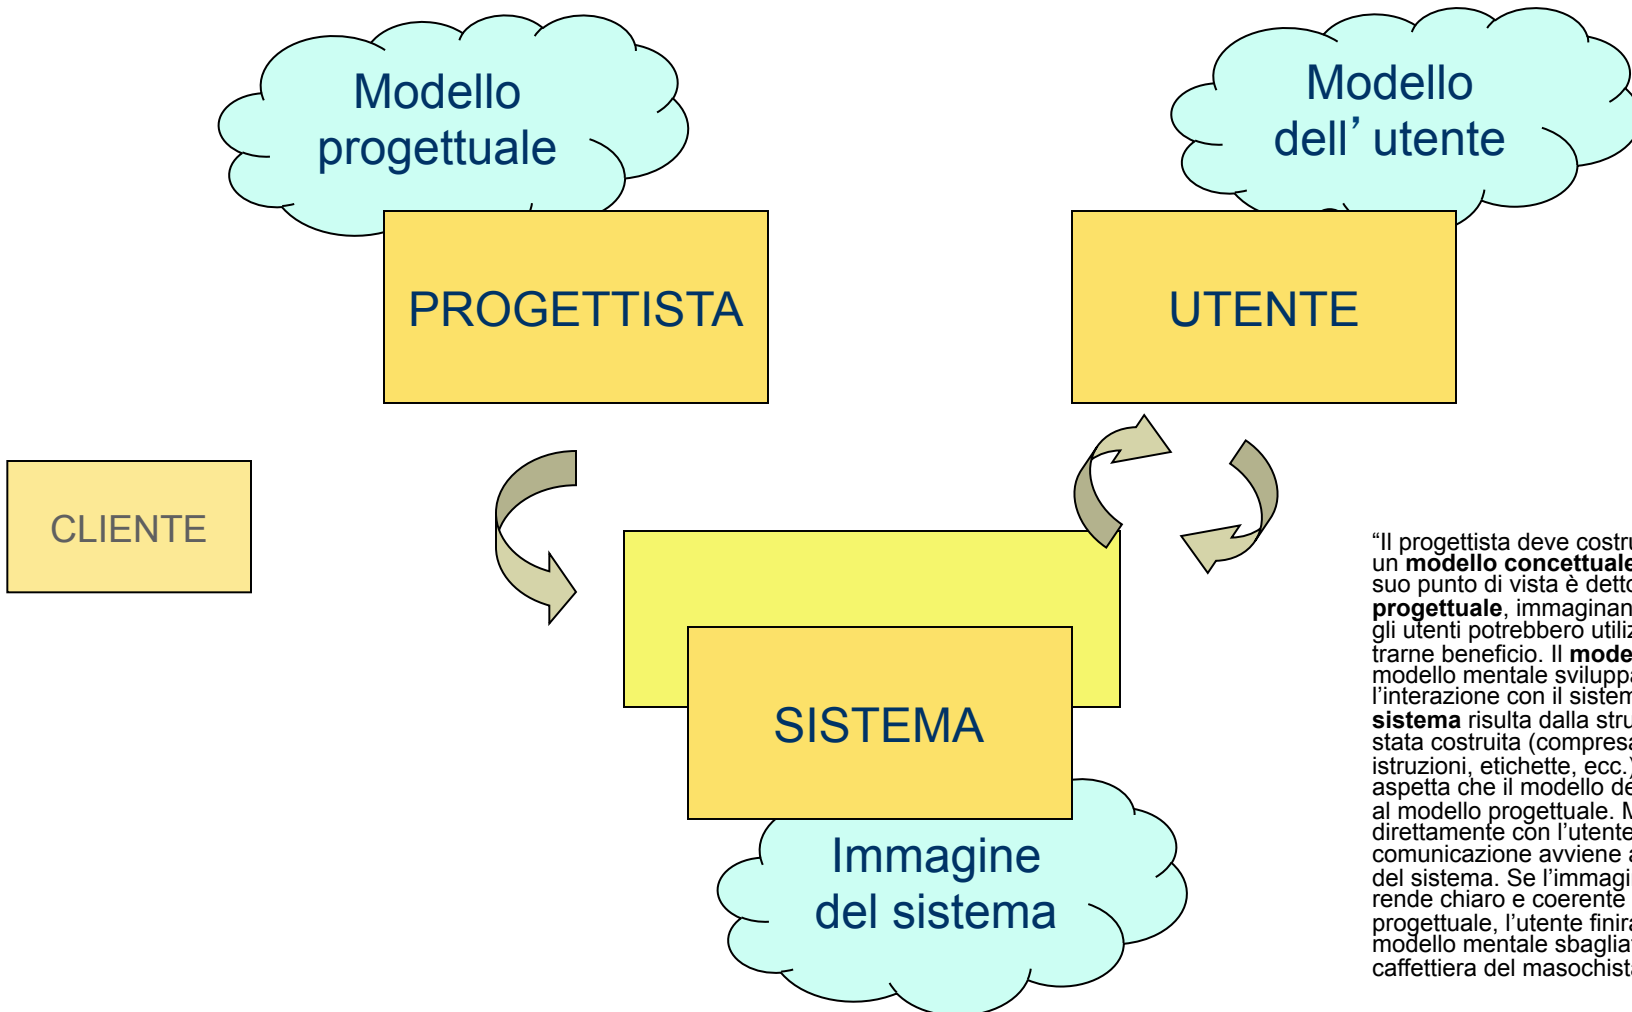 Modello
progettuale
Modello
dell’ utente
PROGETTISTA
UTENTE
CLIENTE
SISTEMA
Immagine
del sistema
“Il progettista deve costru
un modello concettuale
suo punto di vista è detto
progettuale, immaginan
gli utenti potrebbero utiliz
trarne beneficio. Il mode
modello mentale svilupp
l’interazione con il sistem
sistema risulta dalla stru
stata costruita (compresa
istruzioni, etichette, ecc.)
aspetta che il modello de
al modello progettuale. M
direttamente con l’utente
comunicazione avviene a
del sistema. Se l’immagi
rende chiaro e coerente
progettuale, l’utente finira
modello mentale sbaglia
caffettiera del masochista